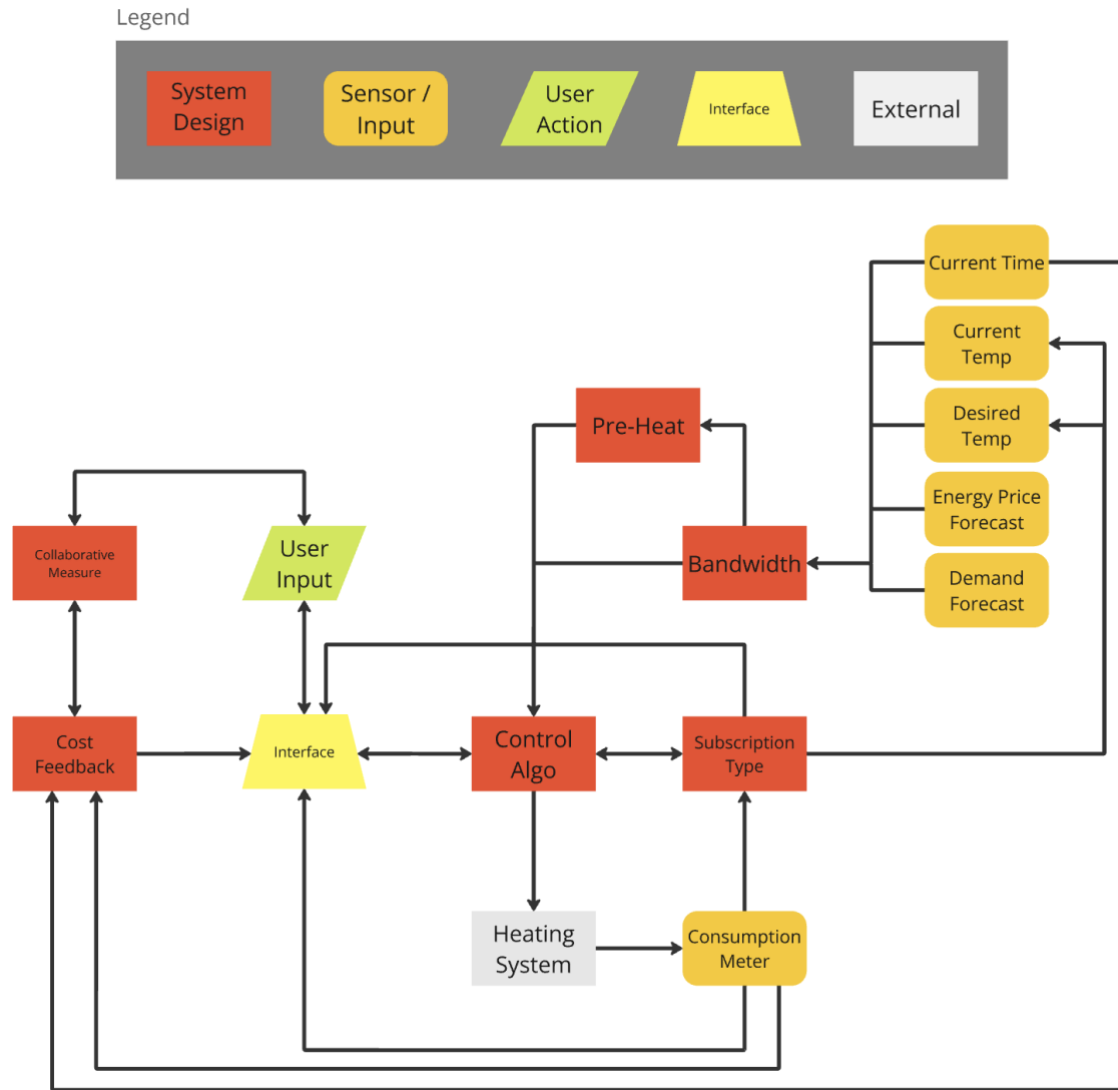 Legend
System
Design
Sensor /
Input
User
Action
Interface
External
Current Time
Current
Temp
Pre-Heat
Desired
Temp
Energy Price
Forecast
Collaborative
Measure
User
Input
Bandwidth
Demand
Forecast
Cost
Feedback
Interface
Control
Algo
Subscription
Type
Heating
System
Consumption
Meter